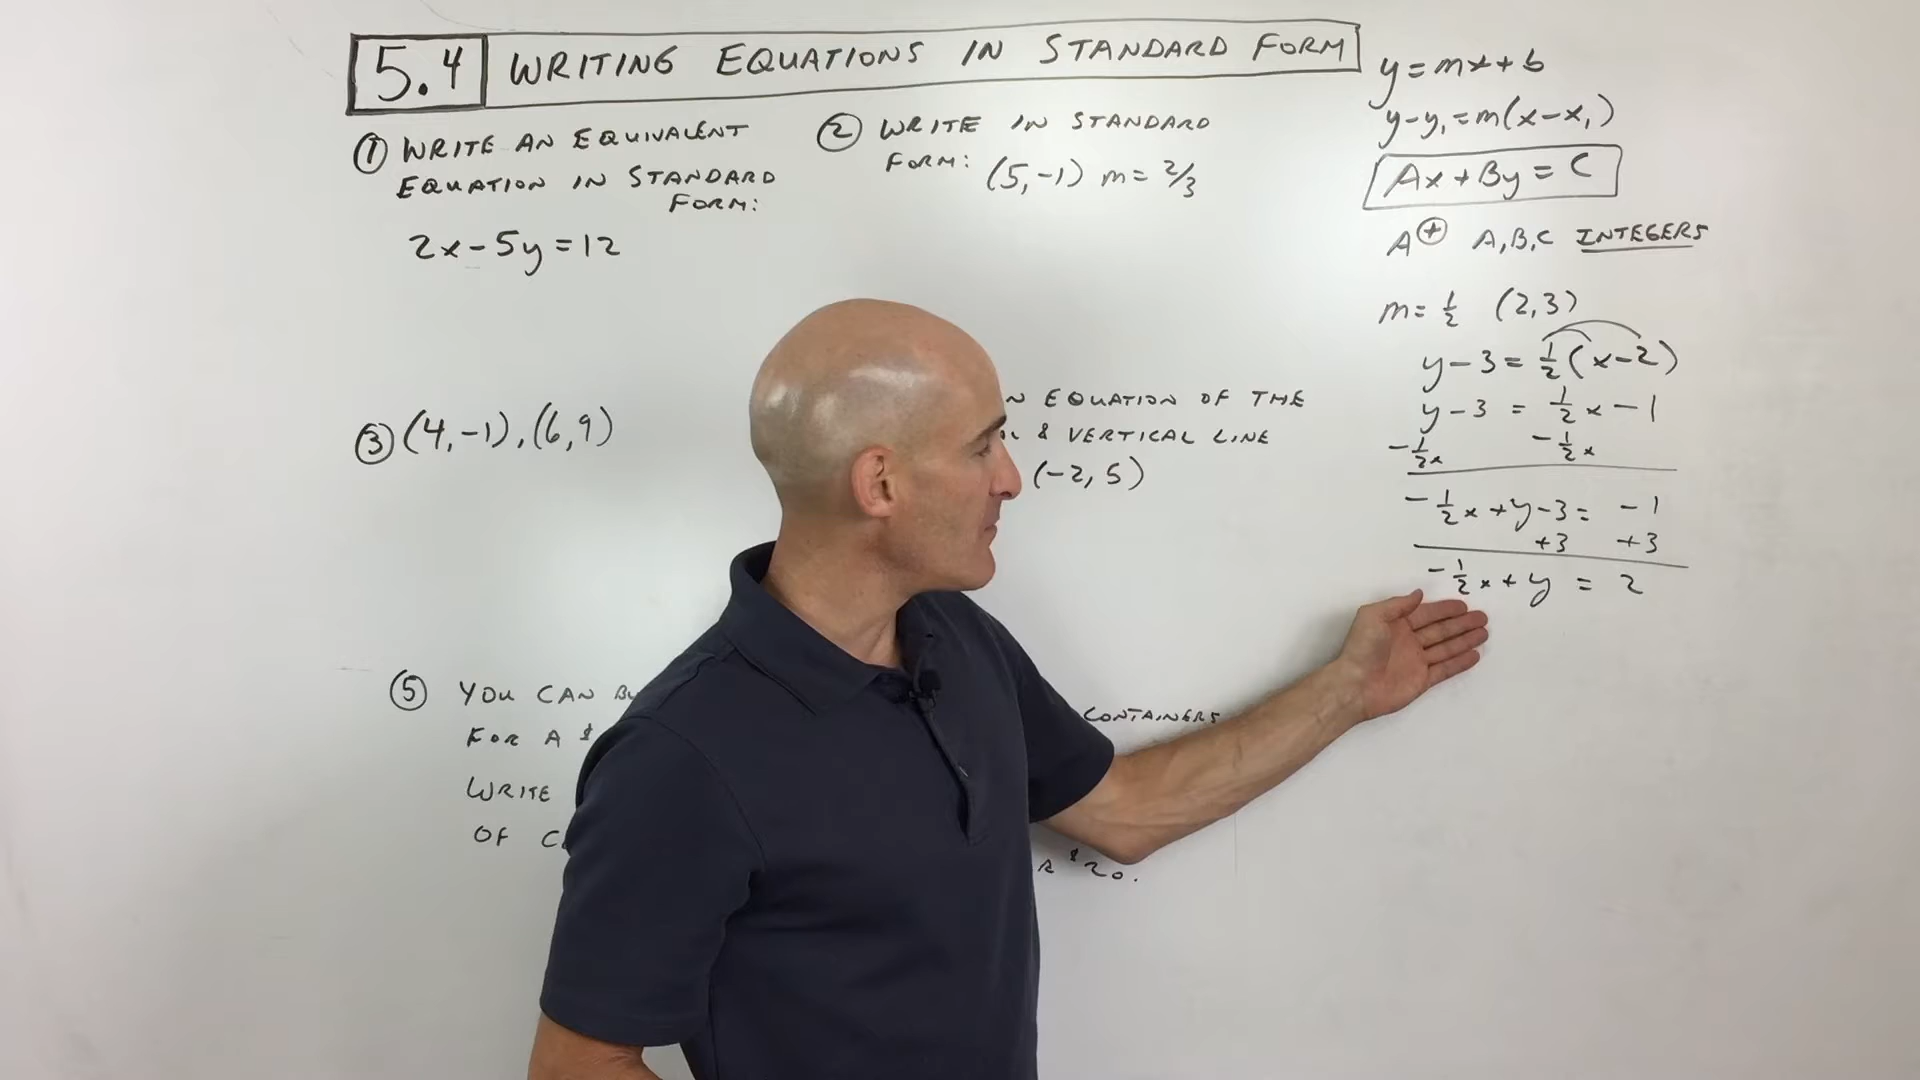 5.4 WRITING EQUATIONS IN STANDARD FORM
① WRITE AN EQUIVALENT
EQUATION IN STANDARD
FORM:
2x - 5y = 12
② WRITE IN STANDARD
FORM: (5, -1) m = 2/3
③ (4, -1), (6, 9)
EQUATION OF THE
& VERTICAL LINE
(-2, 5)
⑤ YOU CAN
CONTAINERS
FOR A $
WRITE
OF
$20.
y = mx + b
y - y₁ = m(x - x₁)
Ax + By = C
A⊕ A, B, C INTEGERS
m = 1/2 (2, 3)
y - 3 = 1/2(x - 2)
y - 3 = 1/2x - 1
-1/2x -1/2x
-1/2x + y - 3 = -1
+3 +3
-1/2x + y = 2